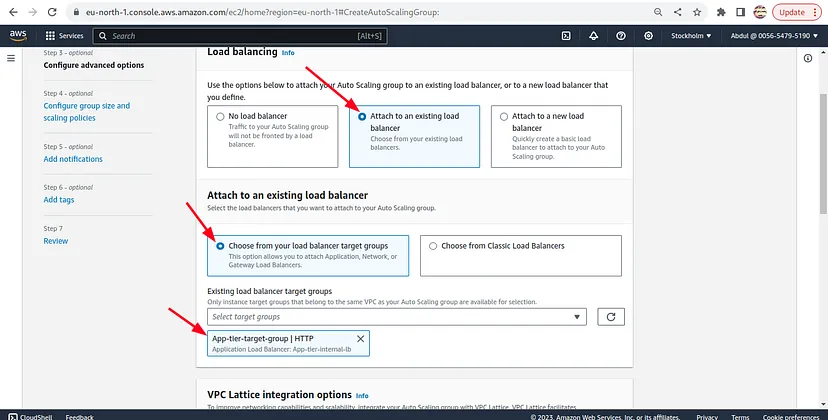 eu-north-1.console.aws.amazon.com/ec2/home?region=eu-north-1#CreateAutoScalingGroup:
Update
aws
Services
Search
[Alt+S]
Stockholm
Abdul @ 0056-5479-5190
Step 3 - optional
Configure advanced options
Step 4 - optional
Configure group size and
scaling policies
Step 5 - optional
Add notifications
Step 6 - optional
Add tags
Step 7
Review
Load balancing Info
Use the options below to attach your Auto Scaling group to an existing load balancer, or to a new load balancer that
you define.
No load balancer
Traffic to your Auto Scaling group
will not be fronted by a load
balancer.
Attach to an existing load
balancer
Choose from your existing load
balancers.
Attach to a new load
balancer
Quickly create a basic load
balancer to attach to your Auto
Scaling group.
Attach to an existing load balancer
Select the load balancers that you want to attach to your Auto Scaling group.
Choose from your load balancer target groups
This option allows you to attach Application, Network, or
Gateway Load Balancers.
Choose from Classic Load Balancers
Existing load balancer target groups
Only instance target groups that belong to the same VPC as your Auto Scaling group are available for selection.
Select target groups
App-tier-target-group | HTTP
Application Load Balancer: App-tier-internal-lb
VPC Lattice integration options Info
To improve networking capabilities and scalability, integrate your Auto Scaling group with VPC Lattice. VPC Lattice facilitates
CloudShell
Feedback
© 2023, Amazon Web Services, Inc. or its affiliates.
Privacy
Terms
Cookie preferences